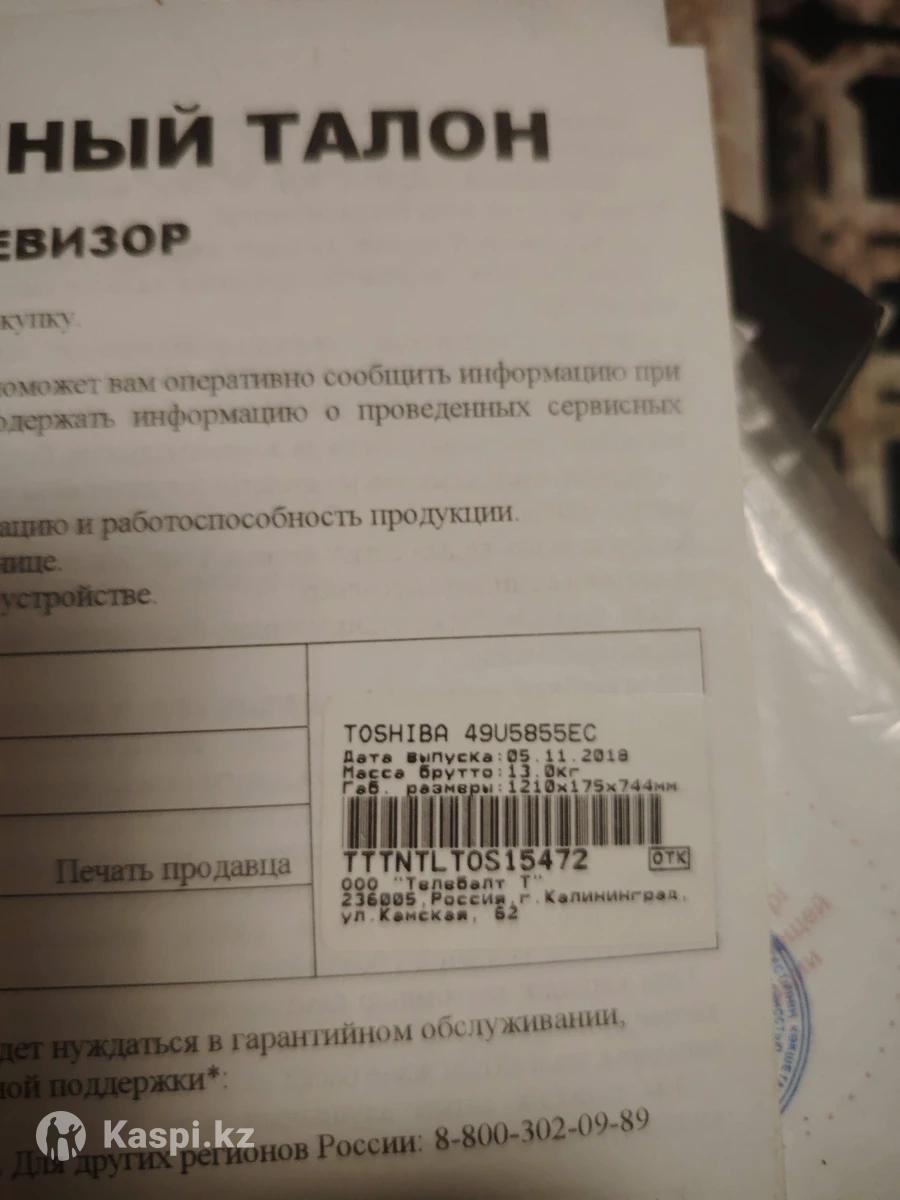 НЫЙ ТАЛОН
ЕВИЗОР
купку.
поможет вам оперативно сообщить информацию при
одержать информацию о проведенных сервисных
ацию и работоспособность продукции.
нице.
устройстве.
TOSHIBA 49U5855EC
Дата выпуска:05.11.2018
Масса брутто:13.0кг
Габ. размеры:1210x175x744мм
TTTNTLTOS15472
ОТК
ООО "Телебалт Т"
236005,Россия,г.Калининград,
ул.Камская, 62
Печать продавца
дет нуждаться в гарантийном обслуживании,
ной поддержки*:
Для других регионов России: 8-800-302-09-89
Kaspi.kz